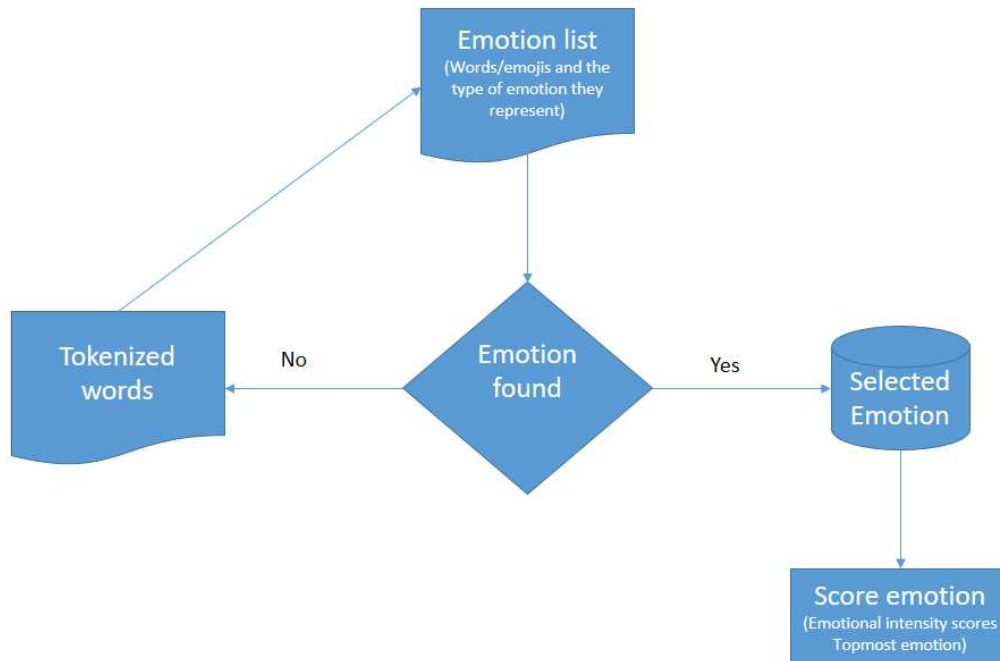 Emotion list
(Words/emojis and the
type of emotion they
represent)
Tokenized
words
No
Emotion
found
Yes
Selected
Emotion
Score emotion
(Emotional intensity scores
Topmost emotion)